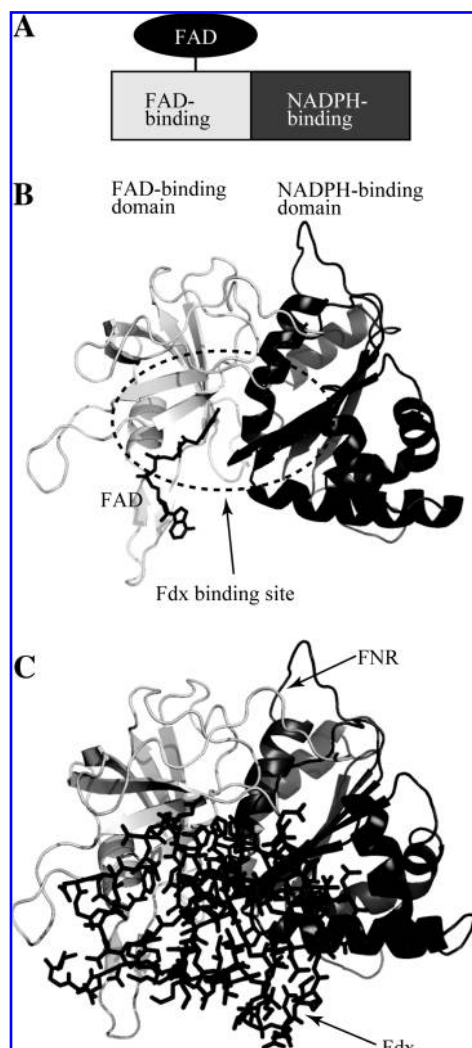 A
FAD
FAD-
binding
NADPH-
binding
B
FAD-binding
domain
NADPH-binding
domain
FAD
Fdx binding site
C
FNR
Fdx